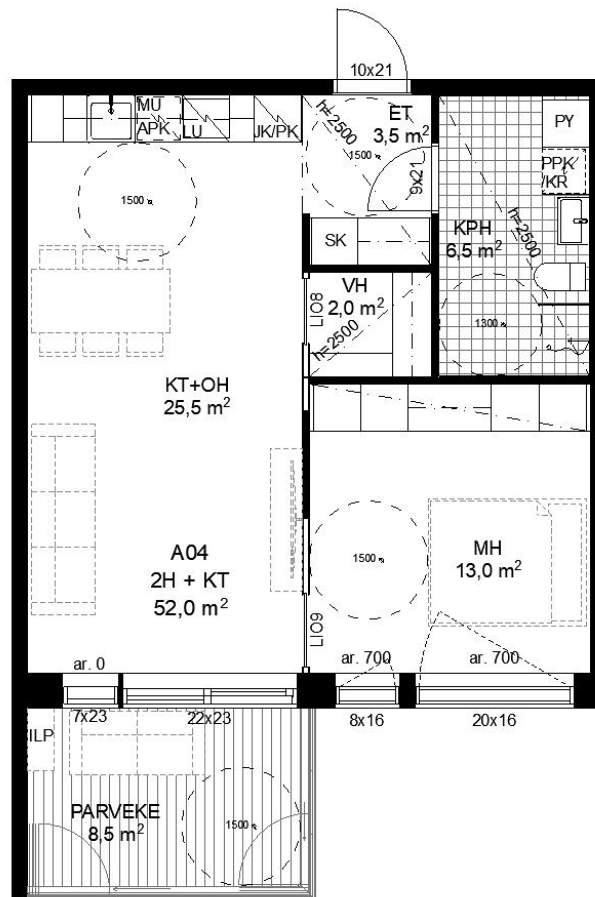 10x21
MU
APK
LU
JK/PK
h=2500
ET
3,5 m²
1500
9x21
PY
PPK/
KR
1500
SK
KPH
6,5 m²
h=2500
VH
2,0 m²
LIO8
h=2500
1300
KT+OH
25,5 m²
A04
2H + KT
52,0 m²
1500
MH
13,0 m²
LIO9
ar. 0
ar. 700
ar. 700
7x23
22x23
8x16
20x16
ILP
PARVEKE
8,5 m²
1500